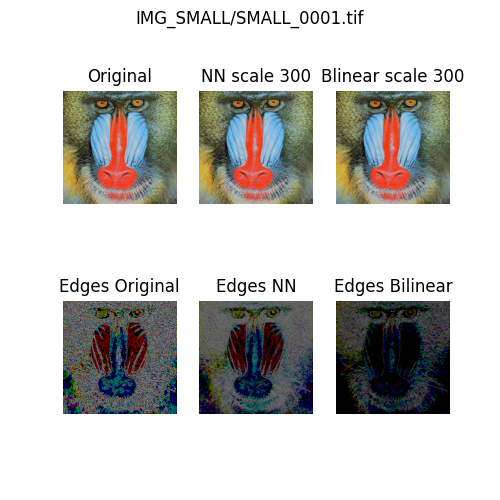 IMG_SMALL/SMALL_0001.tif
Original
NN scale 300
Blinear scale 300
Edges Original
Edges NN
Edges Bilinear